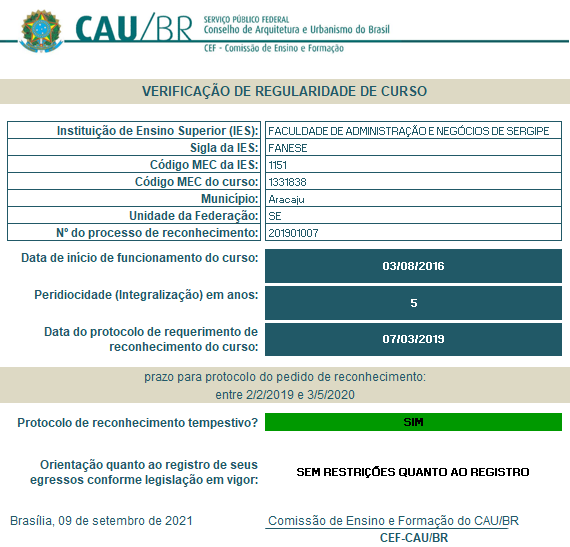 CAU/BR
SERVIÇO PÚBLICO FEDERAL
Conselho de Arquitetura e Urbanismo do Brasil
CEF - Comissão de Ensino e Formação
VERIFICAÇÃO DE REGULARIDADE DE CURSO
Instituição de Ensino Superior (IES): FACULDADE DE ADMINISTRAÇÃO E NEGÓCIOS DE SERGIPE
Sigla da IES: FANESE
Código MEC da IES: 1151
Código MEC do curso: 1331838
Município: Aracaju
Unidade da Federação: SE
Nº do processo de reconhecimento: 201901007
Data de início de funcionamento do curso: 03/08/2016
Peridiocidade (Integralização) em anos: 5
Data do protocolo de requerimento de
reconhecimento do curso: 07/03/2019
prazo para protocolo do pedido de reconhecimento:
entre 2/2/2019 e 3/5/2020
Protocolo de reconhecimento tempestivo? SIM
Orientação quanto ao registro de seus
egressos conforme legislação em vigor: SEM RESTRIÇÕES QUANTO AO REGISTRO
Brasília, 09 de setembro de 2021 Comissão de Ensino e Formação do CAU/BR
CEF-CAU/BR